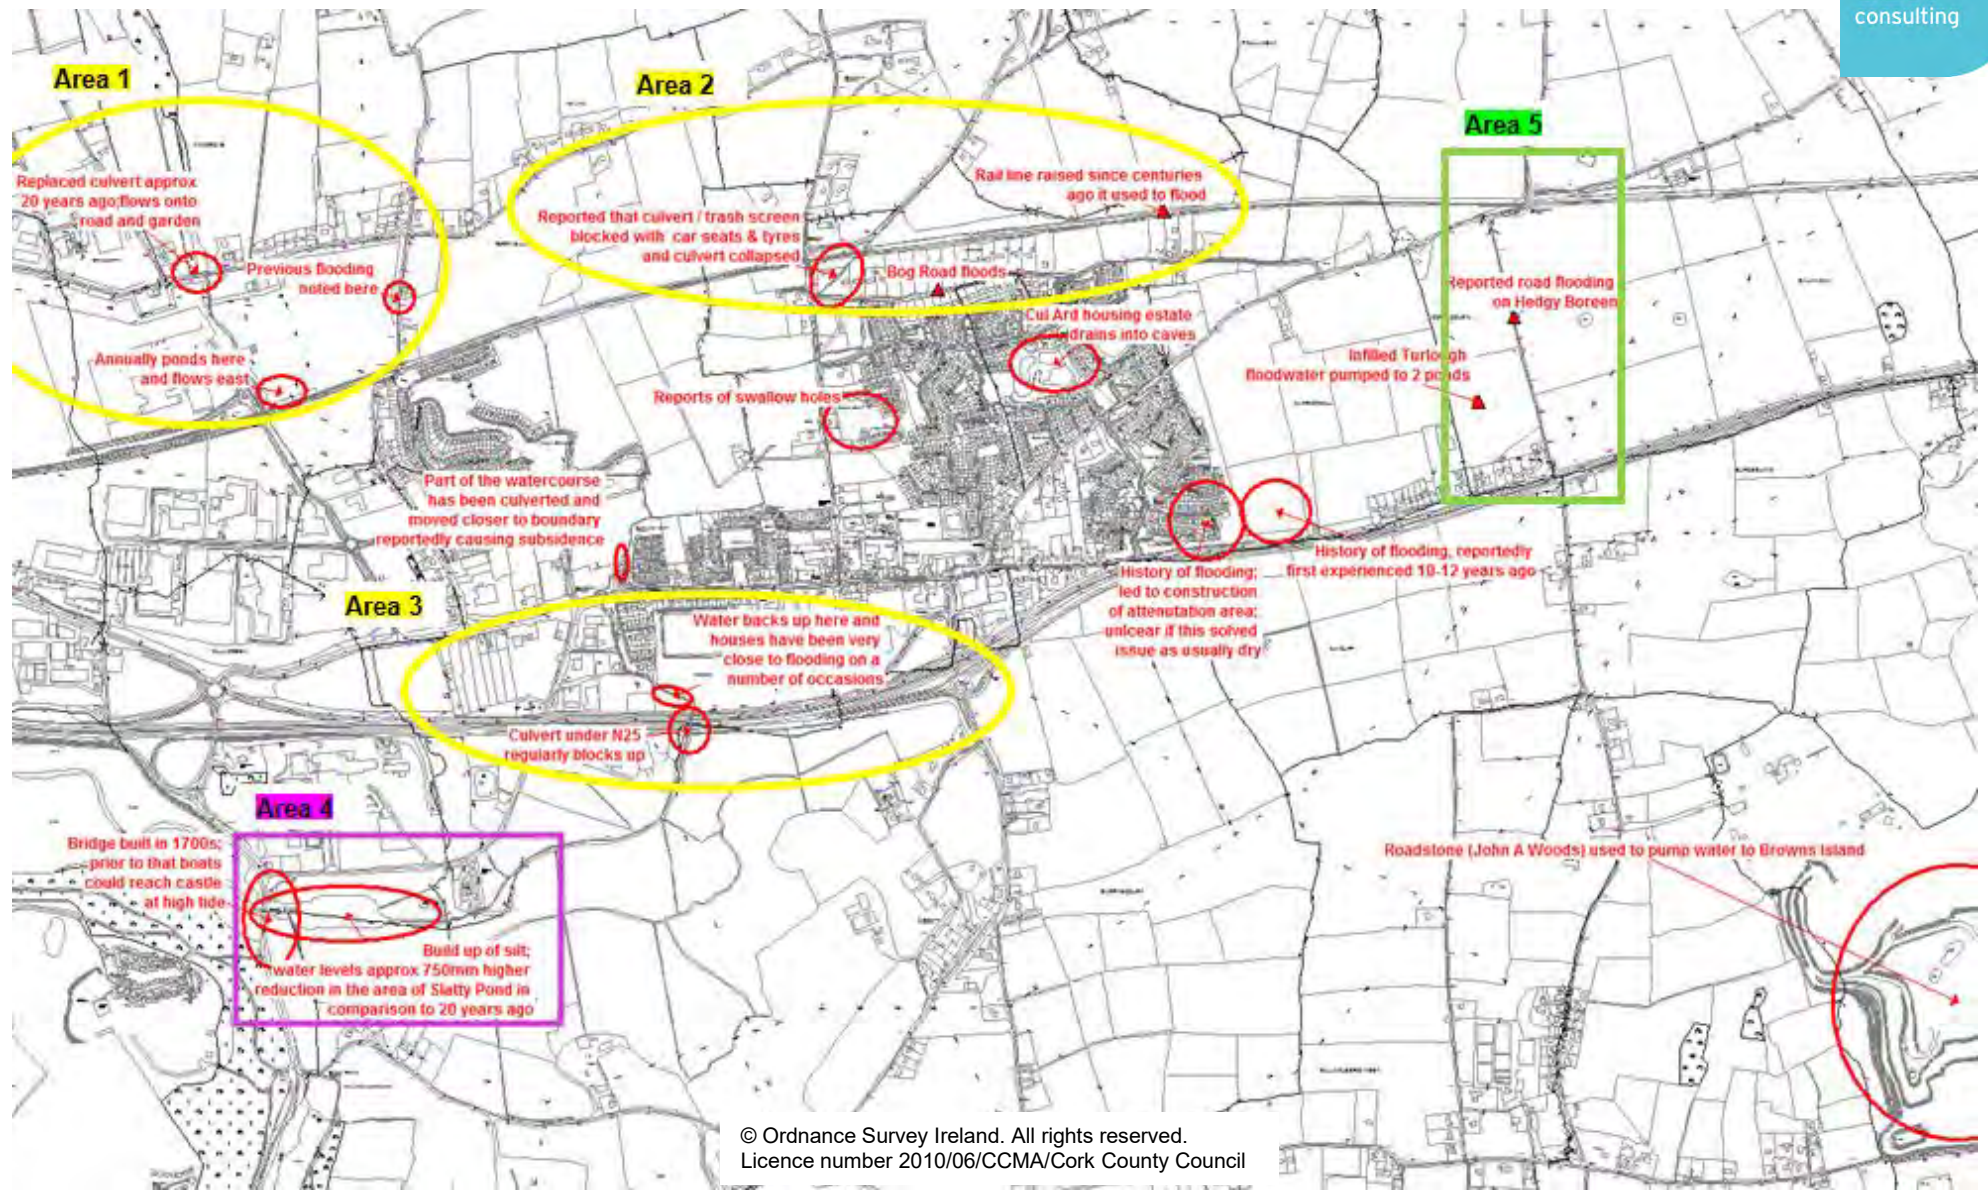 consulting
Area 1
Area 2
Area 5
Replaced culvert approx
20 years ago;flows onto
road and garden
Previous flooding
noted here
Annually ponds here
and flows east
Rail line raised since centuries
ago it used to flood
Reported that culvert / trash screen
blocked with car seats & tyres
and culvert collapsed
Bog Road floods
Cul Ard housing estate
drains into caves
Reports of swallow holes
Reported road flooding
on Hedgy Boreen
Infilled Turlough
floodwater pumped to 2 ponds
Part of the watercourse
has been culverted and
moved closer to boundary
reportedly causing subsidence
History of flooding, reportedly
first experienced 10-12 years ago
History of flooding;
led to construction
of attenutation area;
unlcear if this solved
issue as usually dry
Area 3
Water backs up here and
houses have been very
close to flooding on a
number of occasions
Culvert under N25
regularly blocks up
Area 4
Bridge built in 1700s;
prior to that boats
could reach castle
at high tide
Build up of silt;
water levels approx 750mm higher
reduction in the area of Slatty Pond in
comparison to 20 years ago
Roadstone (John A Woods) used to pump water to Browns Island
© Ordnance Survey Ireland. All rights reserved.
Licence number 2010/06/CCMA/Cork County Council